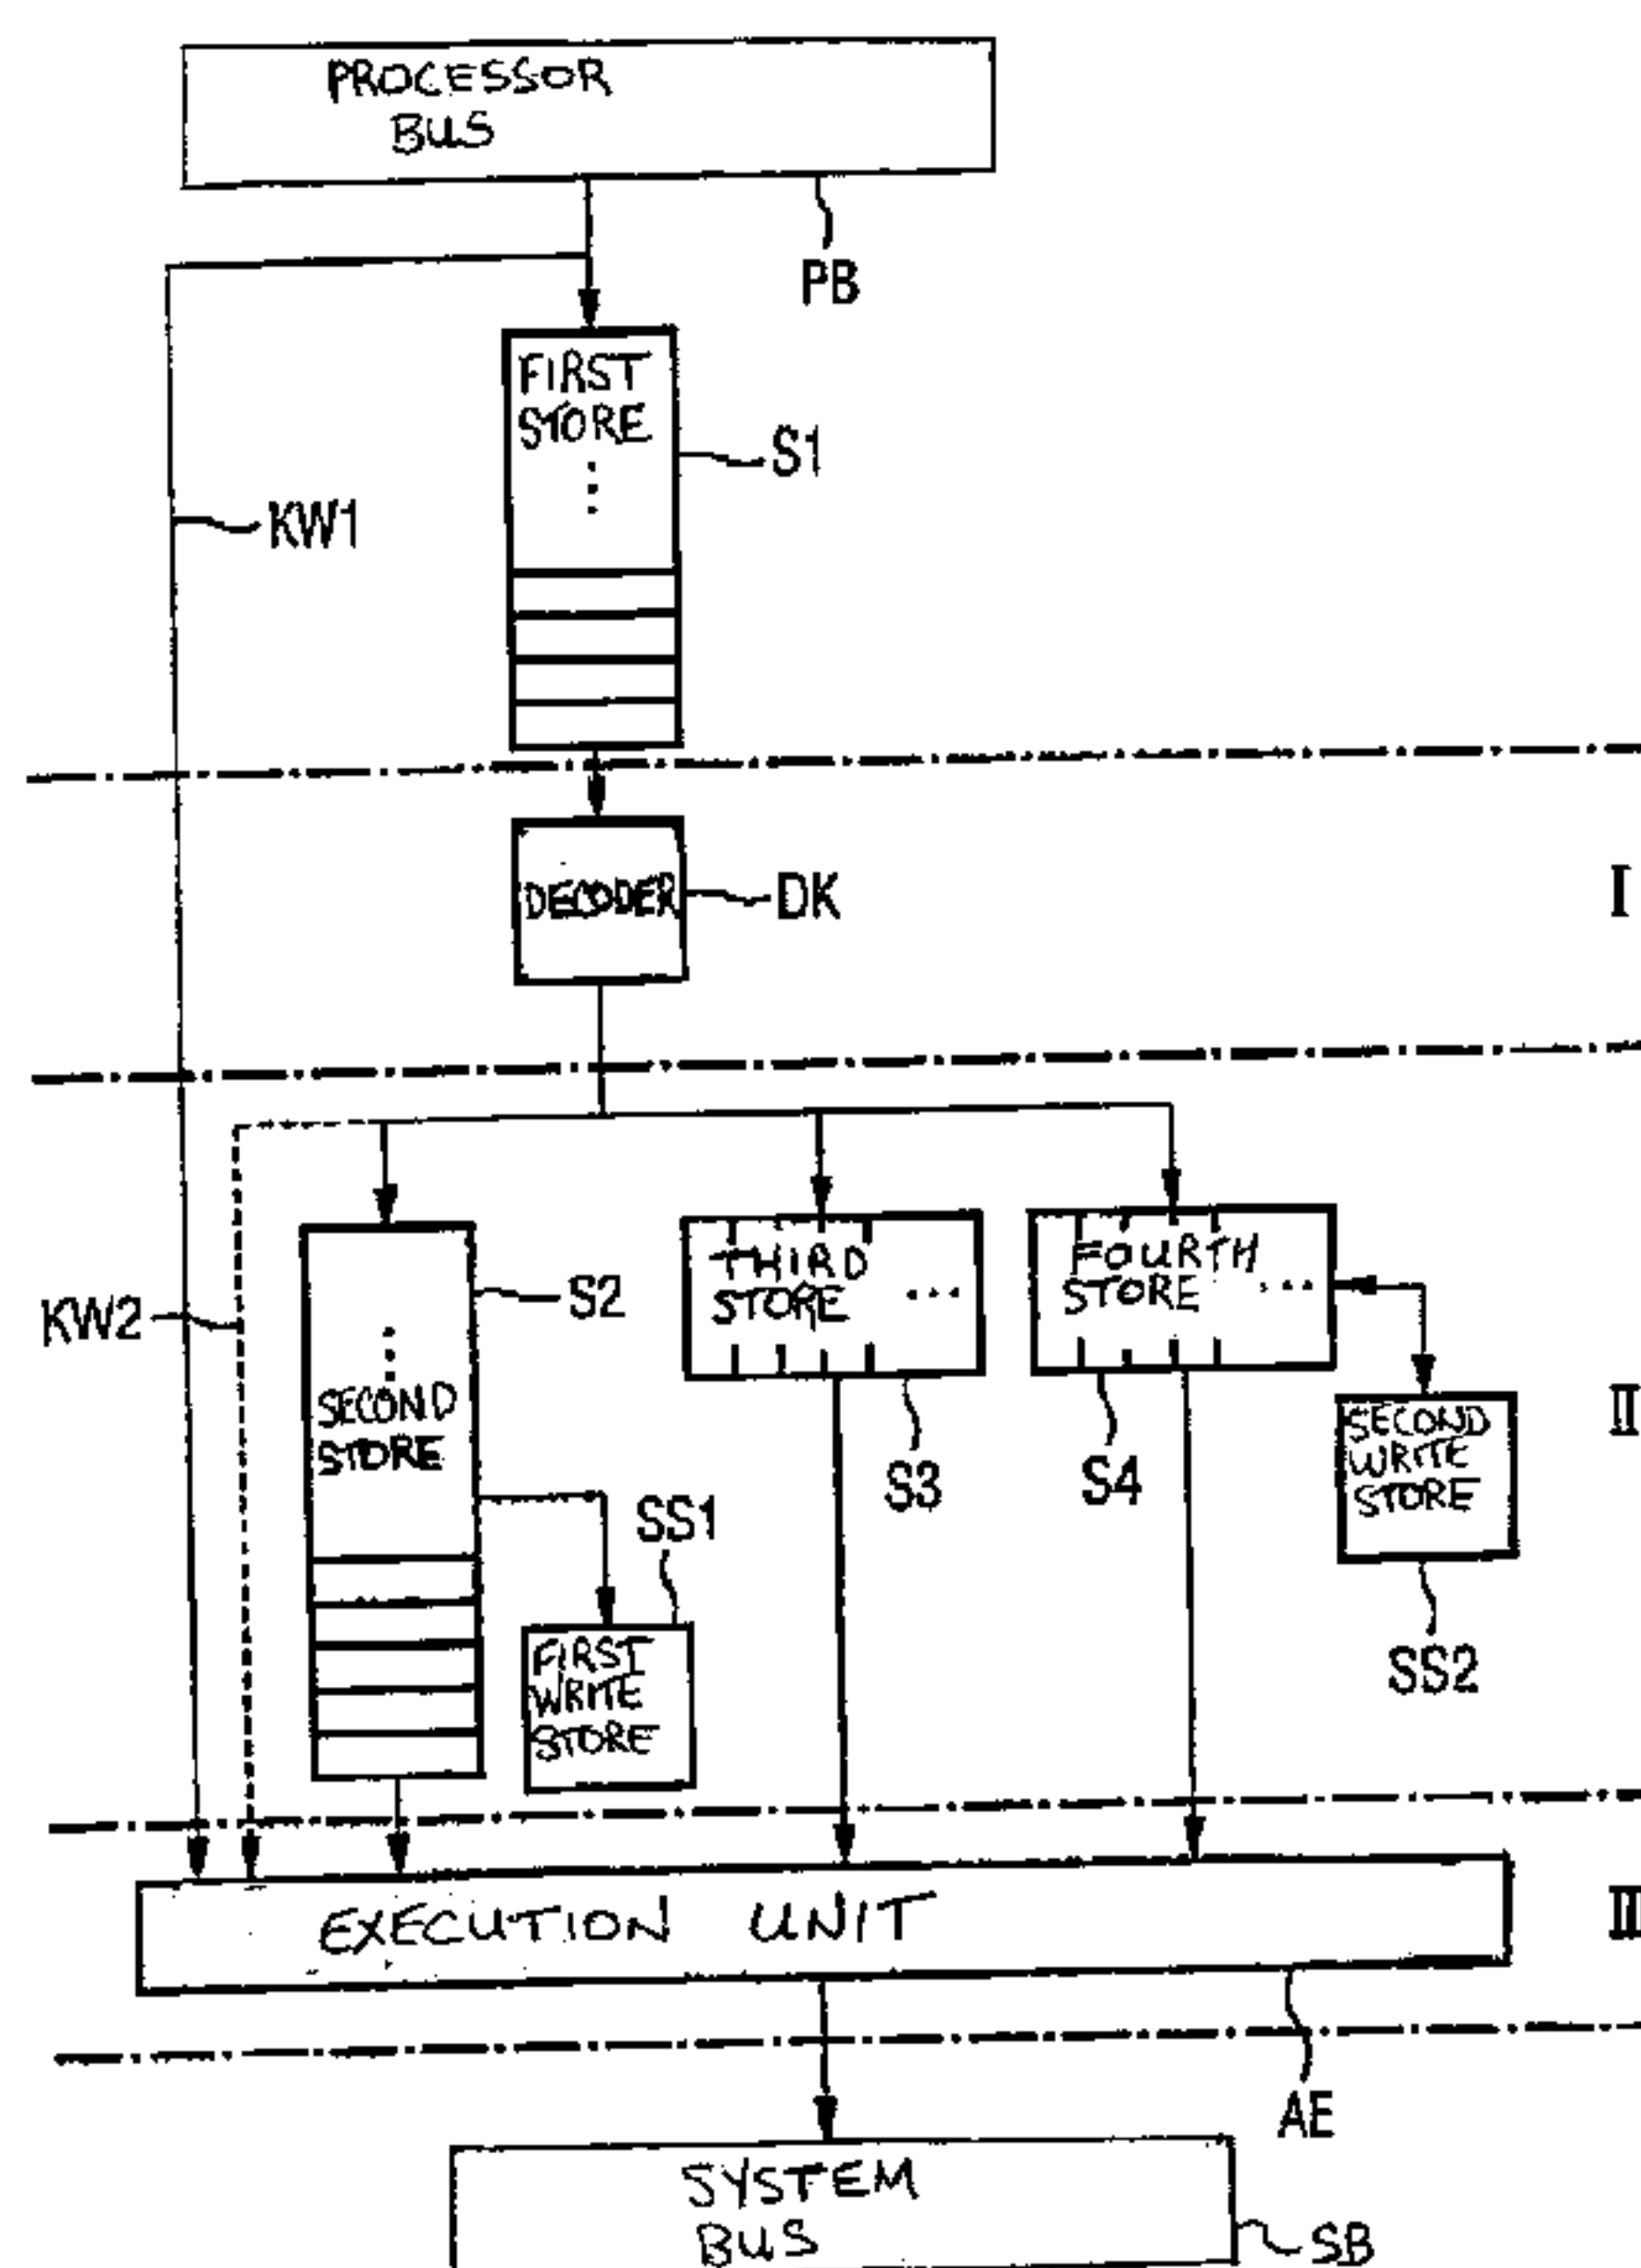 PROCESSOR
BUS
PB
FIRST
STORE
S1
KW1
DECODER
DK
I
KW2
S2
SECOND
STORE
THIRD
STORE
S3
FOURTH
STORE
S4
SECOND
WRITE
STORE
SS2
II
SS1
FIRST
WRITE
STORE
EXECUTION UNIT
III
AE
SYSTEM
BUS
SB